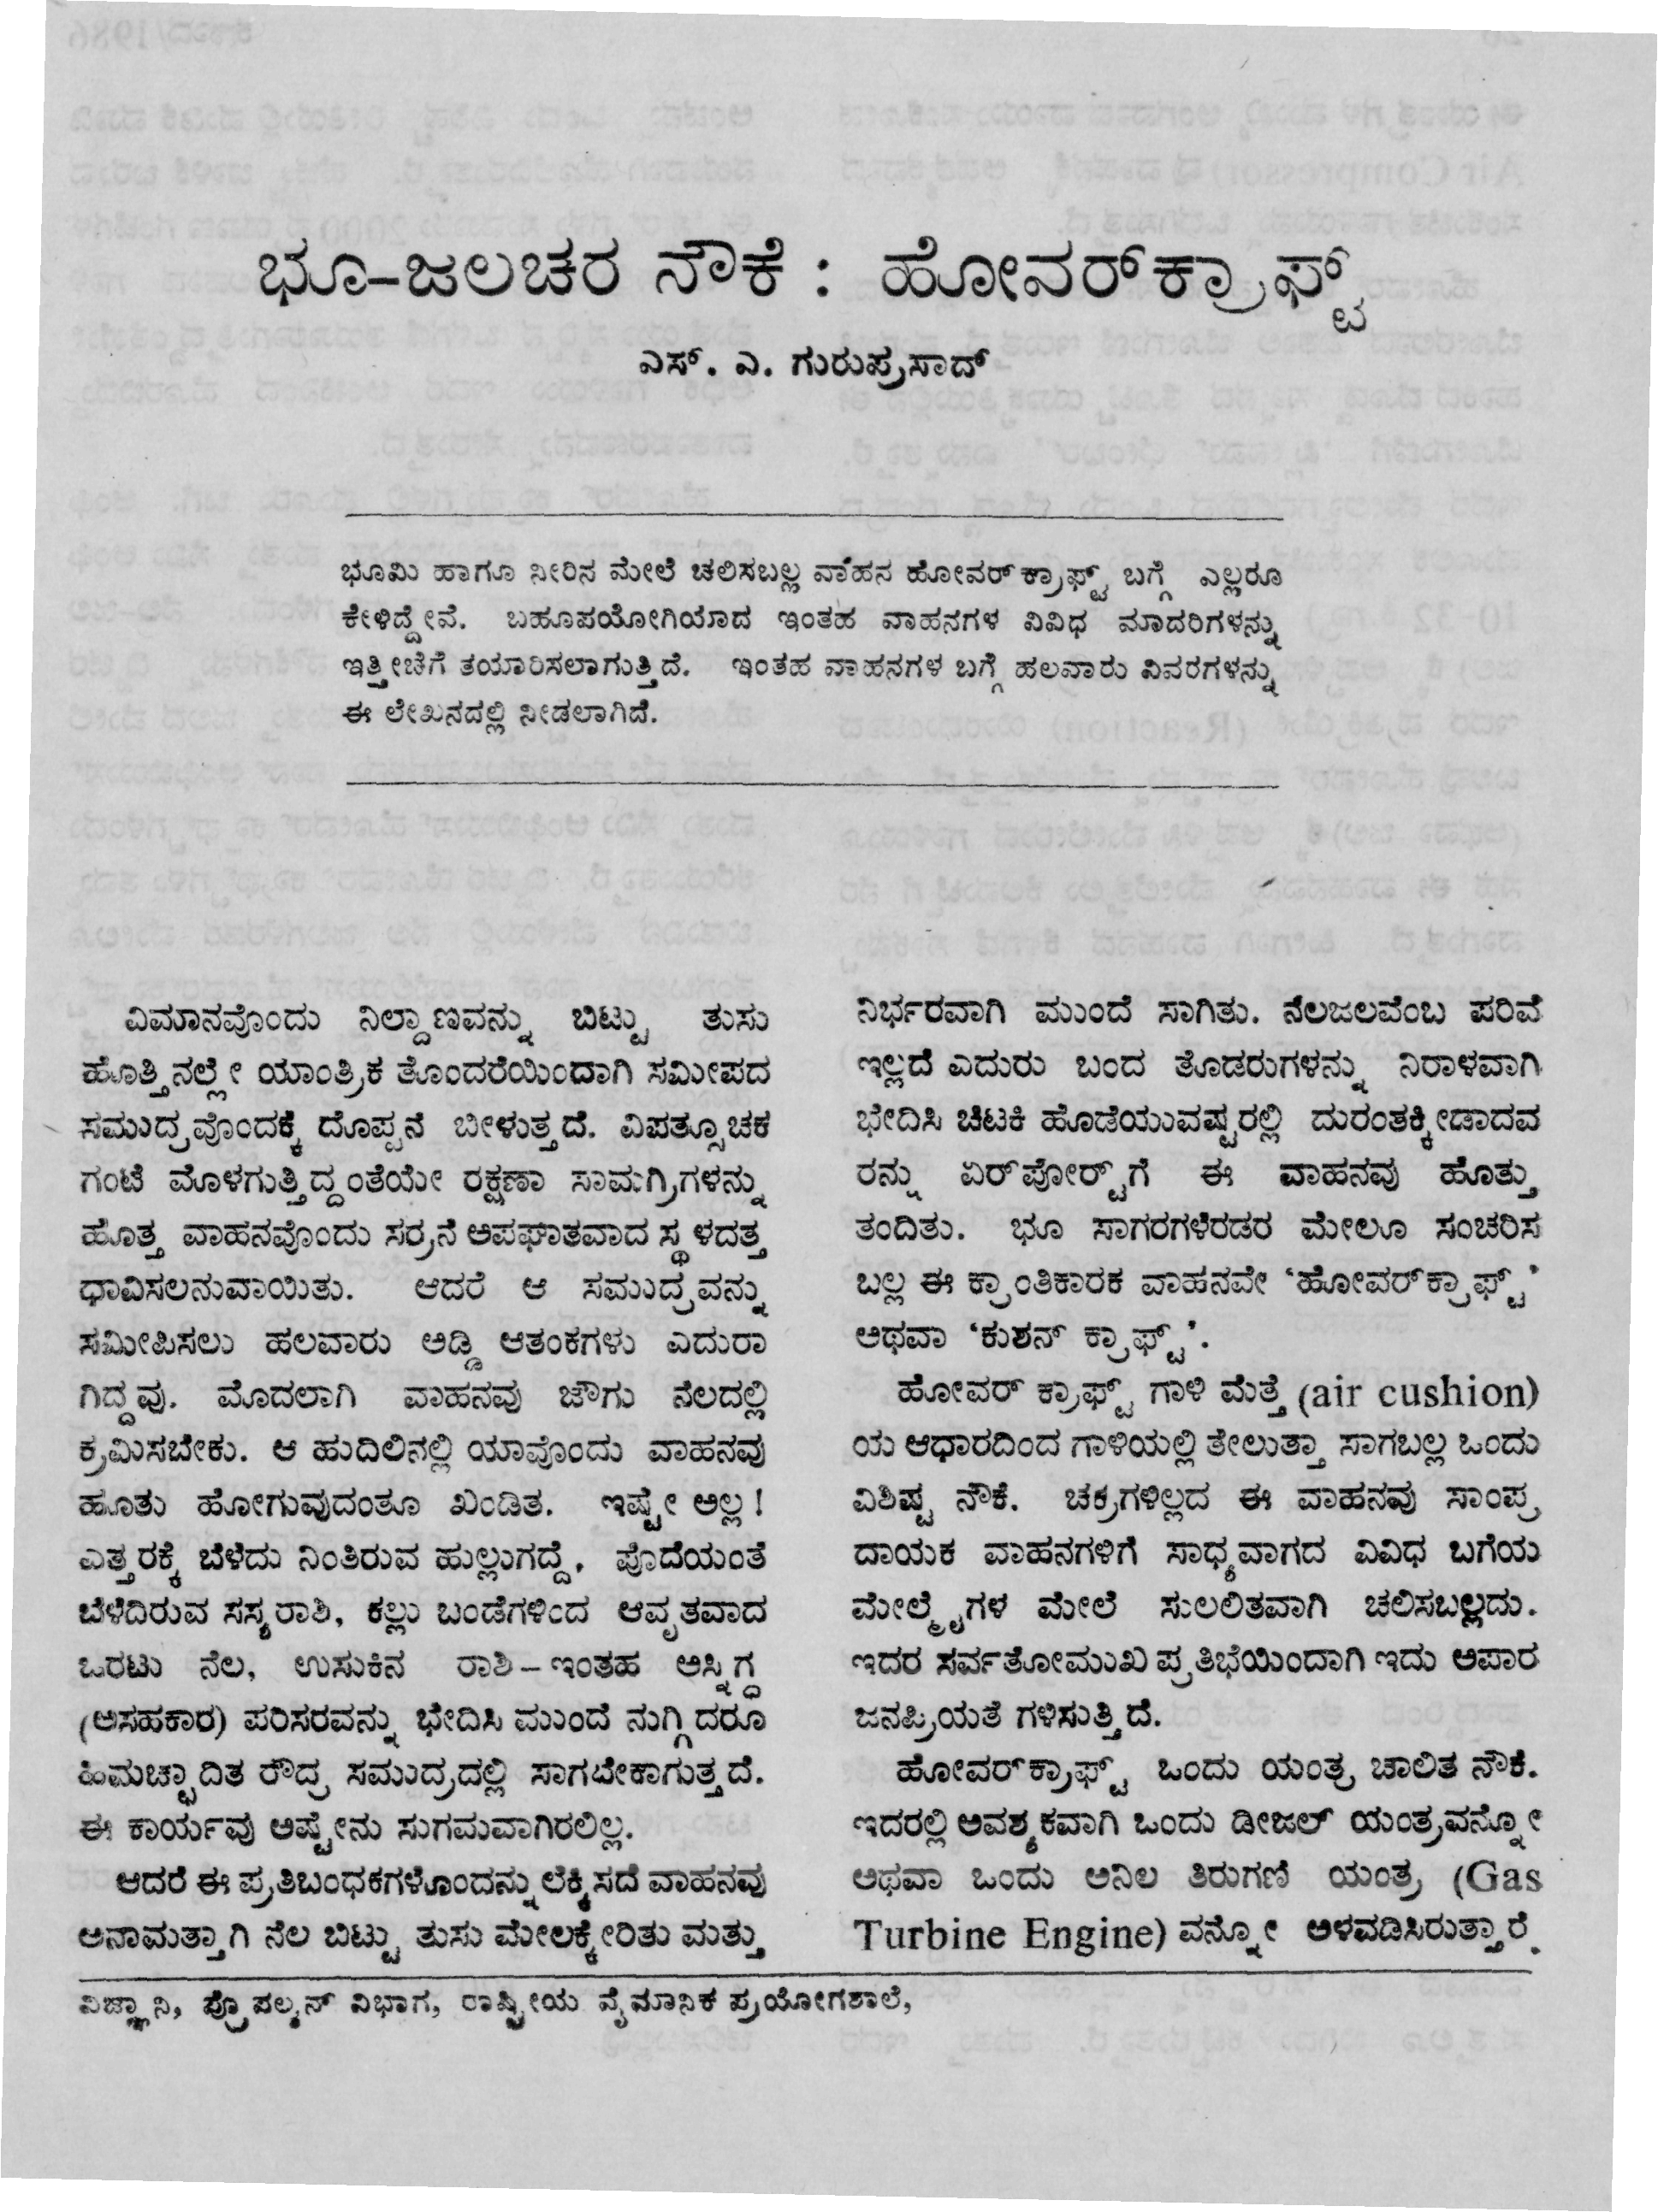 ಭೂ-ಜಲಚರ ನೌಕೆ : ಹೋವರ್‌ಕ್ರಾಫ್ಟ್
ಎಸ್. ಎ. ಗುರುಪ್ರಸಾದ್
ಭೂಮಿ ಹಾಗೂ ನೀರಿನ ಮೇಲೆ ಚಲಿಸಬಲ್ಲ ವಾಹನ ಹೋವರ್‌ಕ್ರಾಫ್ಟ್ ಬಗ್ಗೆ ಎಲ್ಲರೂ
ಕೇಳಿದ್ದೇವೆ. ಬಹೂಪಯೋಗಿಯಾದ ಇಂತಹ ವಾಹನಗಳ ವಿವಿಧ ಮಾದರಿಗಳನ್ನು
ಇತ್ತೀಚೆಗೆ ತಯಾರಿಸಲಾಗುತ್ತಿದೆ. ಇಂತಹ ವಾಹನಗಳ ಬಗ್ಗೆ ಹಲವಾರು ವಿವರಗಳನ್ನು
ಈ ಲೇಖನದಲ್ಲಿ ನೀಡಲಾಗಿದೆ.
ವಿಮಾನವೊಂದು ನಿಲ್ದಾಣವನ್ನು ಬಿಟ್ಟು ತುಸು
ಹೊತ್ತಿನಲ್ಲೇ ಯಾಂತ್ರಿಕ ತೊಂದರೆಯಿಂದಾಗಿ ಸಮೀಪದ
ಸಮುದ್ರವೊಂದಕ್ಕೆ ದೊಪ್ಪನೆ ಬೀಳುತ್ತದೆ. ವಿಪತ್ಸೂಚಕ
ಗಂಟೆ ಮೊಳಗುತ್ತಿದ್ದಂತೆಯೇ ರಕ್ಷಣಾ ಸಾಮಗ್ರಿಗಳನ್ನು
ಹೊತ್ತ ವಾಹನವೊಂದು ಸರ್‍ರನೆ ಅಪಘಾತವಾದ ಸ್ಥಳದತ್ತ
ಧಾವಿಸಲನುವಾಯಿತು. ಆದರೆ ಆ ಸಮುದ್ರವನ್ನು
ಸಮೀಪಿಸಲು ಹಲವಾರು ಅಡ್ಡಿ ಆತಂಕಗಳು ಎದುರಾ
ಗಿದ್ದವು. ಮೊದಲಾಗಿ ವಾಹನವು ಜೌಗು ನೆಲದಲ್ಲಿ
ಕ್ರಮಿಸಬೇಕು. ಆ ಹುದಿಲಿನಲ್ಲಿ ಯಾವೊಂದು ವಾಹನವು
ಹೂತು ಹೋಗುವುದಂತೂ ಖಂಡಿತ. ಇಷ್ಟೇ ಅಲ್ಲ!
ಎತ್ತರಕ್ಕೆ ಬೆಳೆದು ನಿಂತಿರುವ ಹುಲ್ಲುಗದ್ದೆ, ಪೊದೆಯಂತೆ
ಬೆಳೆದಿರುವ ಸಸ್ಯರಾಶಿ, ಕಲ್ಲು ಬಂಡೆಗಳಿಂದ ಆವೃತವಾದ
ಒರಟು ನೆಲ, ಉಸುಕಿನ ರಾಶಿ – ಇಂತಹ ಅಸ್ನಿಗ್ಧ
(ಅಸಹಕಾರ) ಪರಿಸರವನ್ನು ಭೇದಿಸಿ ಮುಂದೆ ನುಗ್ಗಿದರೂ
ಹಿಮಚ್ಛಾದಿತ ರೌದ್ರ ಸಮುದ್ರದಲ್ಲಿ ಸಾಗಬೇಕಾಗುತ್ತದೆ.
ಈ ಕಾರ್ಯವು ಅಷ್ಟೇನು ಸುಗಮವಾಗಿರಲಿಲ್ಲ.
ಆದರೆ ಈ ಪ್ರತಿಬಂಧಕಗಳೊಂದನ್ನು ಲೆಕ್ಕಿಸದೆ ವಾಹನವು
ಅನಾಮತ್ತಾಗಿ ನೆಲ ಬಿಟ್ಟು ತುಸು ಮೇಲಕ್ಕೇರಿತು ಮತ್ತು
ನಿರ್ಭರವಾಗಿ ಮುಂದೆ ಸಾಗಿತು. ನೆಲಜಲವೆಂಬ ಪರಿವೆ
ಇಲ್ಲದೆ ಎದುರು ಬಂದ ತೊಡರುಗಳನ್ನು ನಿರಾಳವಾಗಿ
ಭೇದಿಸಿ ಚಿಟಕಿ ಹೊಡೆಯುವಷ್ಟರಲ್ಲಿ ದುರಂತಕ್ಕೀಡಾದವ
ರನ್ನು ಏರ್‌ಪೋರ್ಟ್‌ಗೆ ಈ ವಾಹನವು ಹೊತ್ತು
ತಂದಿತು. ಭೂ ಸಾಗರಗಳೆರಡರ ಮೇಲೂ ಸಂಚರಿಸ
ಬಲ್ಲ ಈ ಕ್ರಾಂತಿಕಾರಕ ವಾಹನವೇ ‘ಹೋವರ್‌ಕ್ರಾಫ್ಟ್’
ಅಥವಾ ‘ಕುಶನ್ ಕ್ರಾಫ್ಟ್’.
ಹೋವರ್ ಕ್ರಾಫ್ಟ್ ಗಾಳಿ ಮೆತ್ತೆ (air cushion)
ಯ ಆಧಾರದಿಂದ ಗಾಳಿಯಲ್ಲಿ ತೇಲುತ್ತಾ ಸಾಗಬಲ್ಲ ಒಂದು
ವಿಶಿಷ್ಟ ನೌಕೆ. ಚಕ್ರಗಳಿಲ್ಲದ ಈ ವಾಹನವು ಸಾಂಪ್ರ
ದಾಯಕ ವಾಹನಗಳಿಗೆ ಸಾಧ್ಯವಾಗದ ವಿವಿಧ ಬಗೆಯ
ಮೇಲ್ಮೈಗಳ ಮೇಲೆ ಸುಲಲಿತವಾಗಿ ಚಲಿಸಬಲ್ಲದು.
ಇದರ ಸರ್ವತೋಮುಖ ಪ್ರತಿಭೆಯಿಂದಾಗಿ ಇದು ಅಪಾರ
ಜನಪ್ರಿಯತೆ ಗಳಿಸುತ್ತಿದೆ.
ಹೋವರ್‌ಕ್ರಾಫ್ಟ್ ಒಂದು ಯಂತ್ರ ಚಾಲಿತ ನೌಕೆ.
ಇದರಲ್ಲಿ ಅವಶ್ಯಕವಾಗಿ ಒಂದು ಡೀಜಲ್ ಯಂತ್ರವನ್ನೋ
ಅಥವಾ ಒಂದು ಅನಿಲ ತಿರುಗಣಿ ಯಂತ್ರ (Gas
Turbine Engine) ವನ್ನೋ ಅಳವಡಿಸಿರುತ್ತಾರೆ.
ವಿಜ್ಞಾನಿ, ಪ್ರೊಪಲ್ಶನ್ ವಿಭಾಗ, ರಾಷ್ಟ್ರೀಯ ವೈಮಾನಿಕ ಪ್ರಯೋಗಶಾಲೆ,